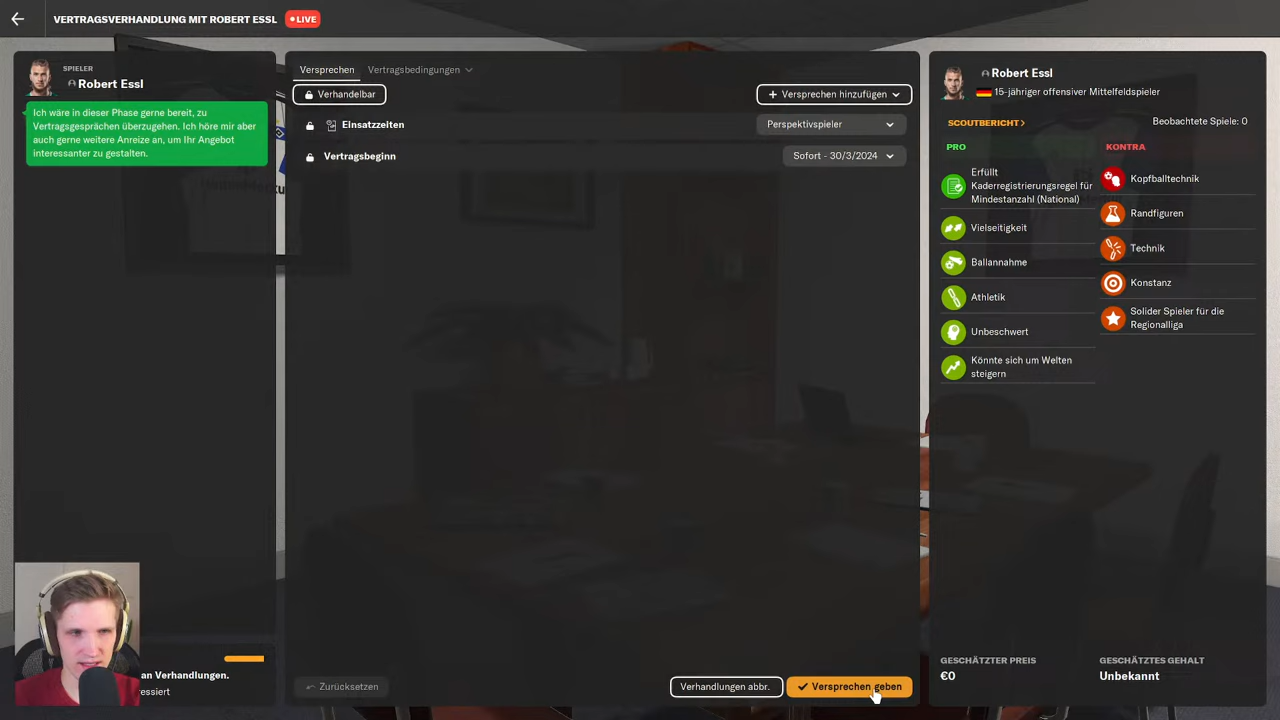 VERTRAGSVERHANDLUNG MIT ROBERT ESSL
LIVE
SPIELER
Robert Essl
Ich wäre in dieser Phase gerne bereit, zu
Vertragsgesprächen überzugehen. Ich höre mir aber
auch gerne weitere Anreize an, um Ihr Angebot
interessanter zu gestalten.
an Verhandlungen.
essiert
Versprechen
Vertragsbedingungen
Verhandelbar
Versprechen hinzufügen
Einsatzzeiten
Perspektivspieler
Vertragsbeginn
Sofort - 30/3/2024
Zurücksetzen
Verhandlungen abbr.
Versprechen geben
Robert Essl
15-jähriger offensiver Mittelfeldspieler
SCOUTBERICHT>
Beobachtete Spiele: 0
PRO
Erfüllt
Kaderregistrierungsregel für
Mindestanzahl (National)
Vielseitigkeit
Ballannahme
Athletik
Unbeschwert
Könnte sich um Welten
steigern
KONTRA
Kopfballtechnik
Randfiguren
Technik
Konstanz
Solider Spieler für die
Regionalliga
GESCHÄTZTER PREIS
€0
GESCHÄTZTES GEHALT
Unbekannt